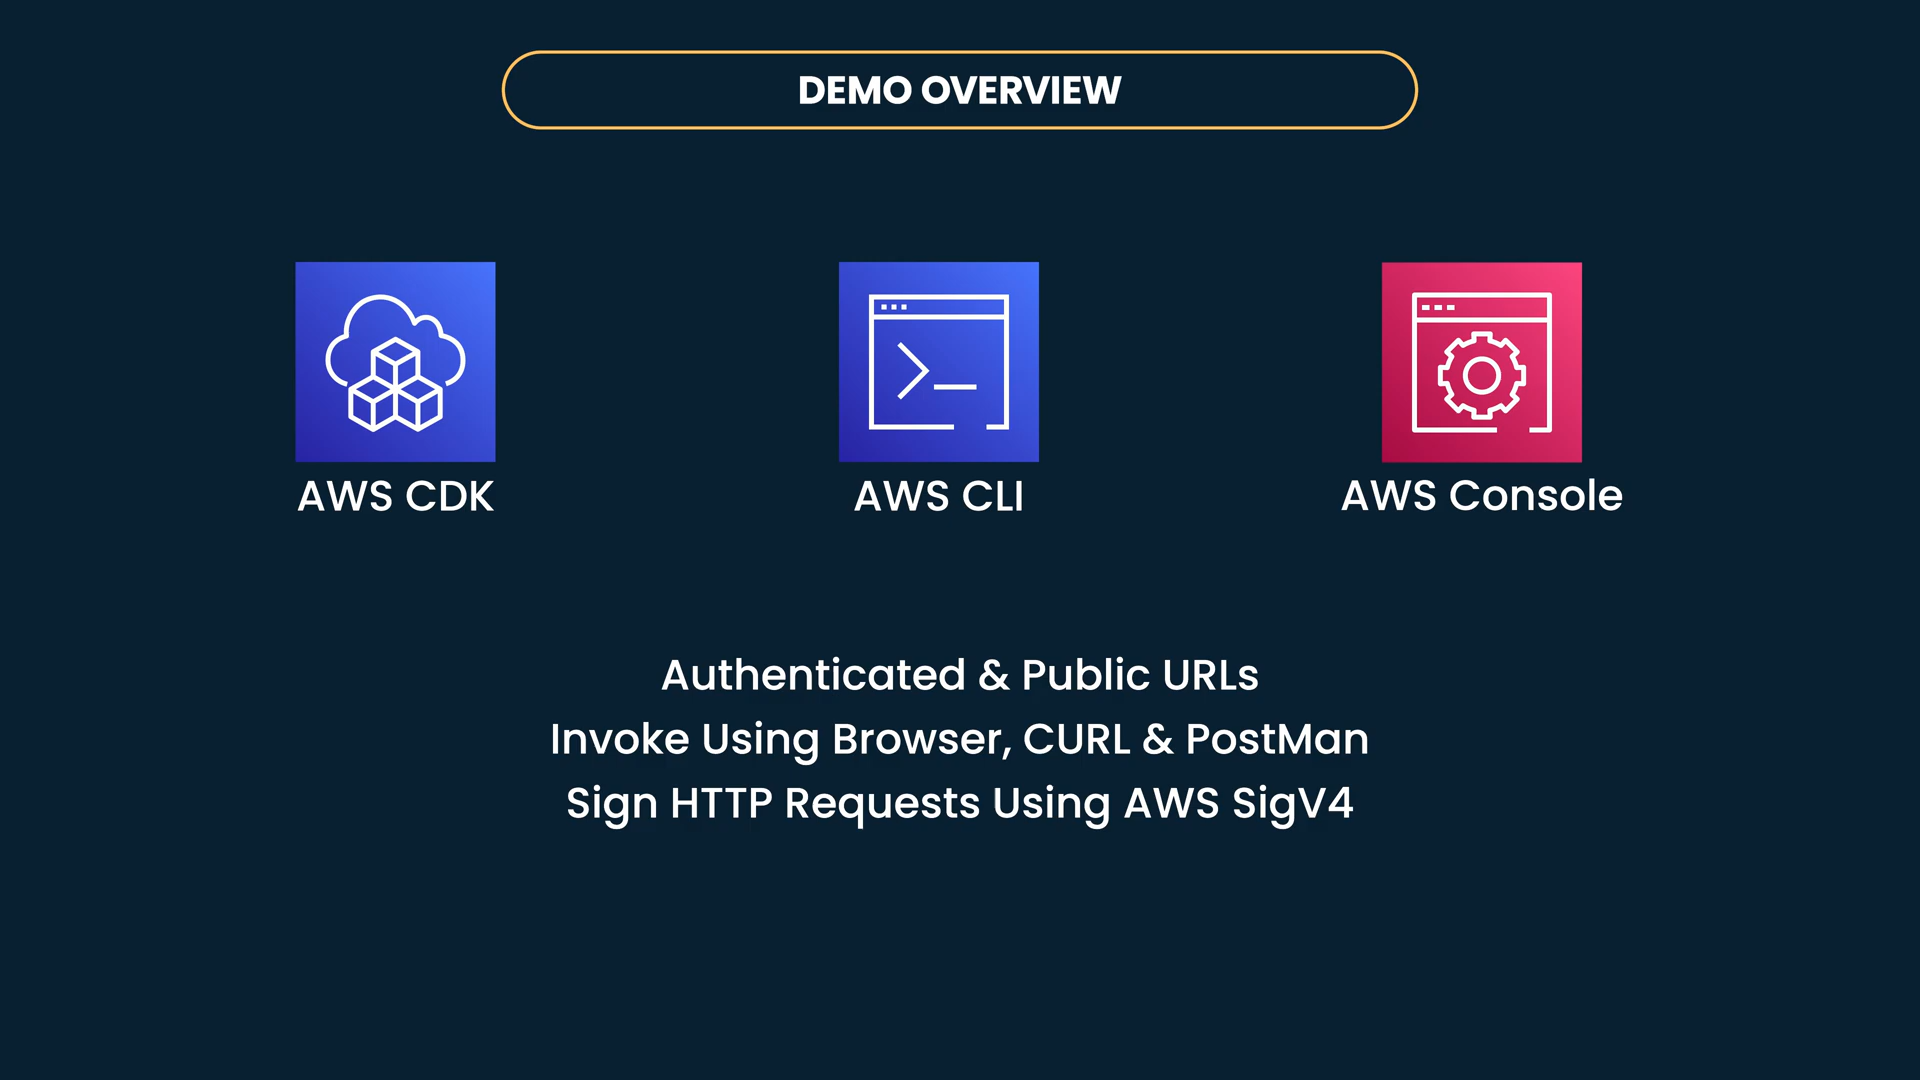 DEMO OVERVIEW
AWS CDK
AWS CLI
AWS Console
Authenticated & Public URLs
Invoke Using Browser, CURL & PostMan
Sign HTTP Requests Using AWS SigV4